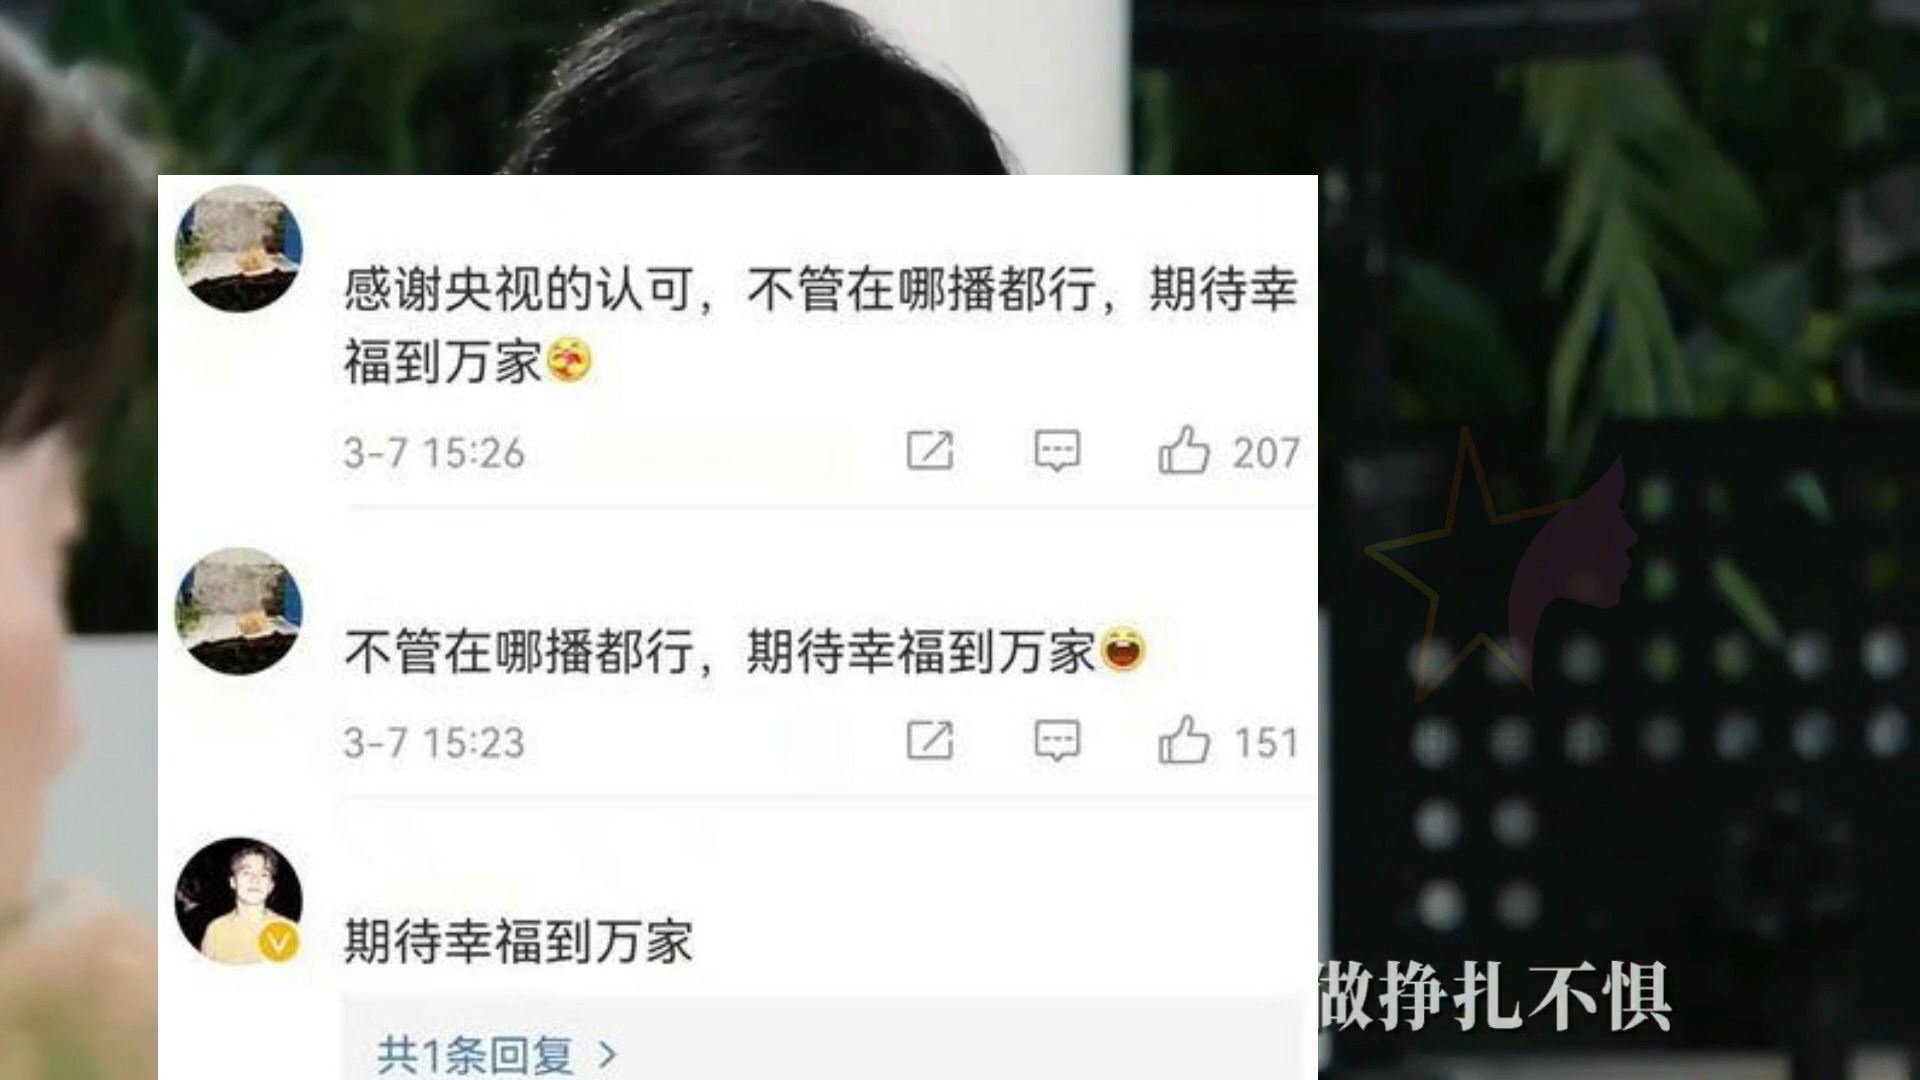 感谢央视的认可，不管在哪播都行，期待幸
福到万家
3-7 15:26
207
不管在哪播都行，期待幸福到万家
3-7 15:23
151
期待幸福到万家
共1条回复 >
做挣扎不惧